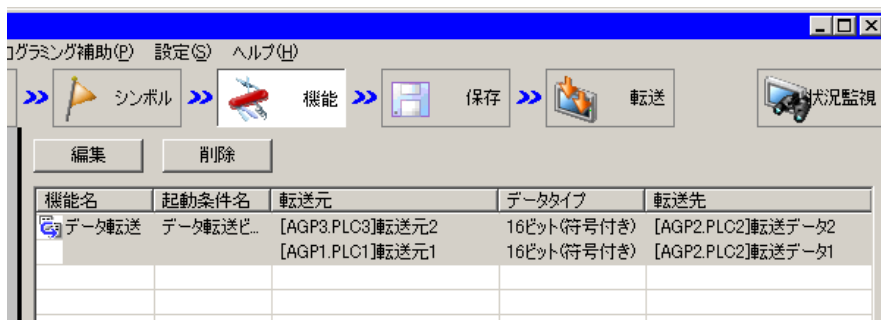 ログラミング補助(P) 設定(S) ヘルプ(H)
シンボル 機能 保存 転送 状況監視
編集 削除
機能名 起動条件名 転送元 データタイプ 転送先
データ転送 データ転送ビ... [AGP3.PLC3]転送元2 16ビット(符号付き) [AGP2.PLC2]転送データ2
[AGP1.PLC1]転送元1 16ビット(符号付き) [AGP2.PLC2]転送データ1